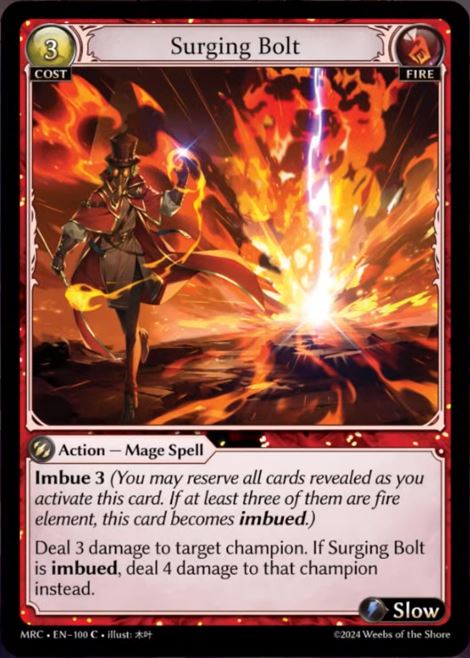 3
Surging Bolt
COST
FIRE
Action — Mage Spell
Imbue 3 (You may reserve all cards revealed as you
activate this card. If at least three of them are fire
element, this card becomes imbued.)
Deal 3 damage to target champion. If Surging Bolt
is imbued, deal 4 damage to that champion
instead.
Slow
MRC • EN-100 C • illust: 木叶
©2024 Weebs of the Shore